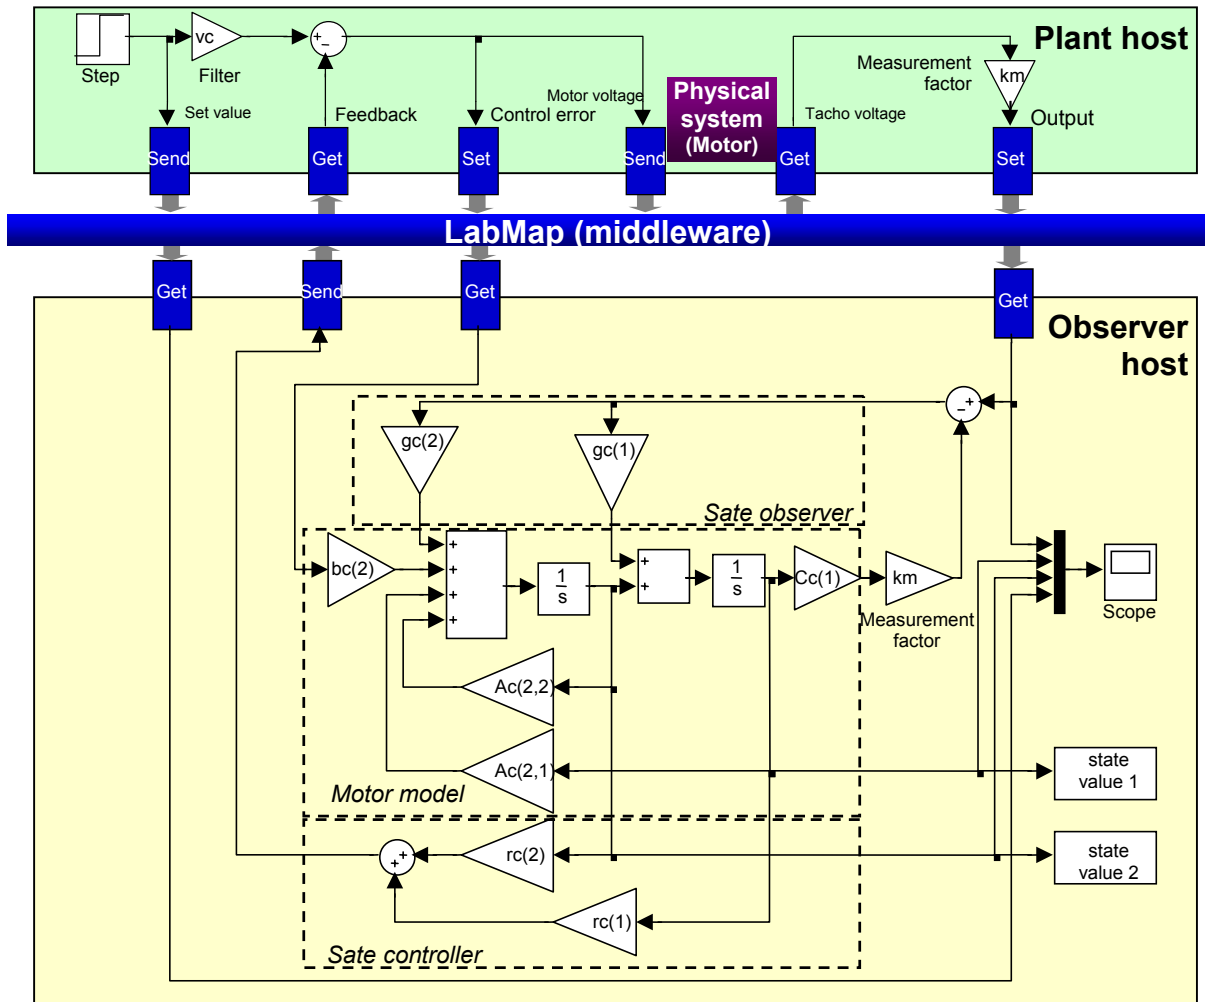 Plant host
vc
+
−
Step
Filter
Measurement
factor
km
Set value
Feedback
Control error
Motor voltage
Physical
system
(Motor)
Tacho voltage
Output
Send
Get
Set
Send
Get
Set
LabMap (middleware)
Get
Send
Get
Get
Observer
host
−
+
gc(2)
gc(1)
Sate observer
bc(2)
+
+
+
+
1
s
+
+
1
s
Cc(1)
km
Measurement
factor
Scope
Ac(2,2)
Ac(2,1)
Motor model
state
value 1
+
+
rc(2)
state
value 2
rc(1)
Sate controller